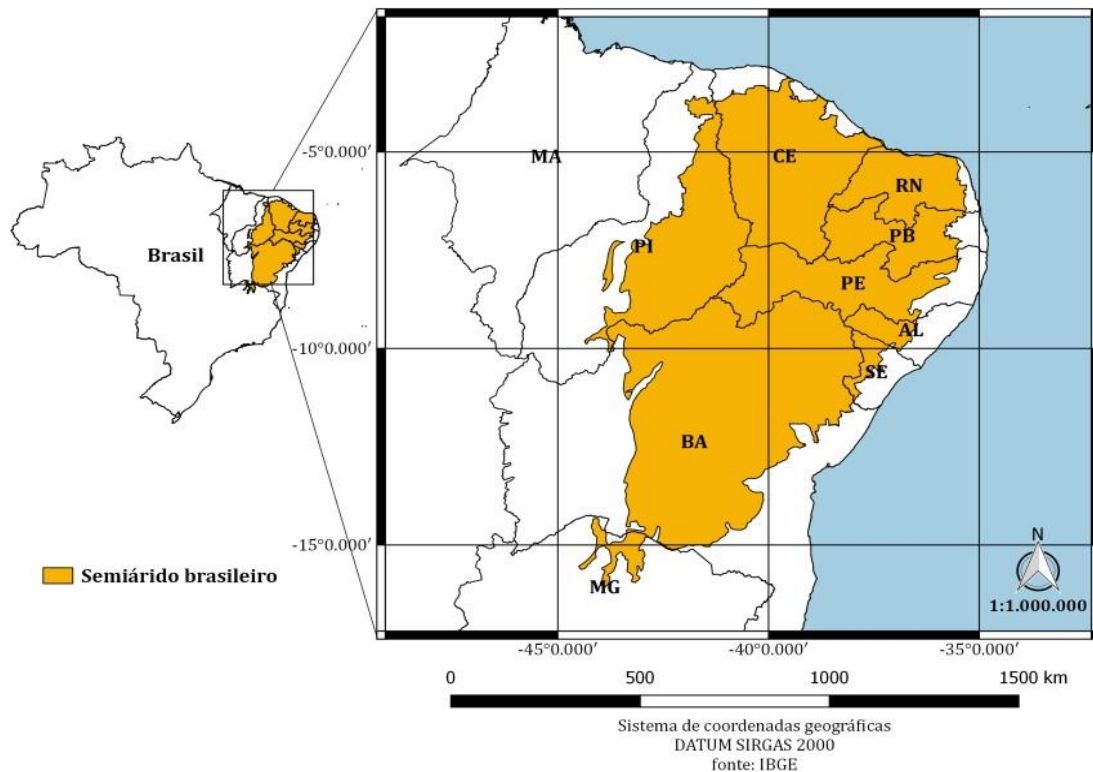 Brasil
Semiárido brasileiro
-5°0.000′
-10°0.000′
-15°0.000′
MA
CE
RN
PB
PI
PE
AL
SE
BA
MG
N
1:1.000.000
-45°0.000′
-40°0.000′
-35°0.000′
0
500
1000
1500 km
Sistema de coordenadas geográficas
DATUM SIRGAS 2000
fonte: IBGE